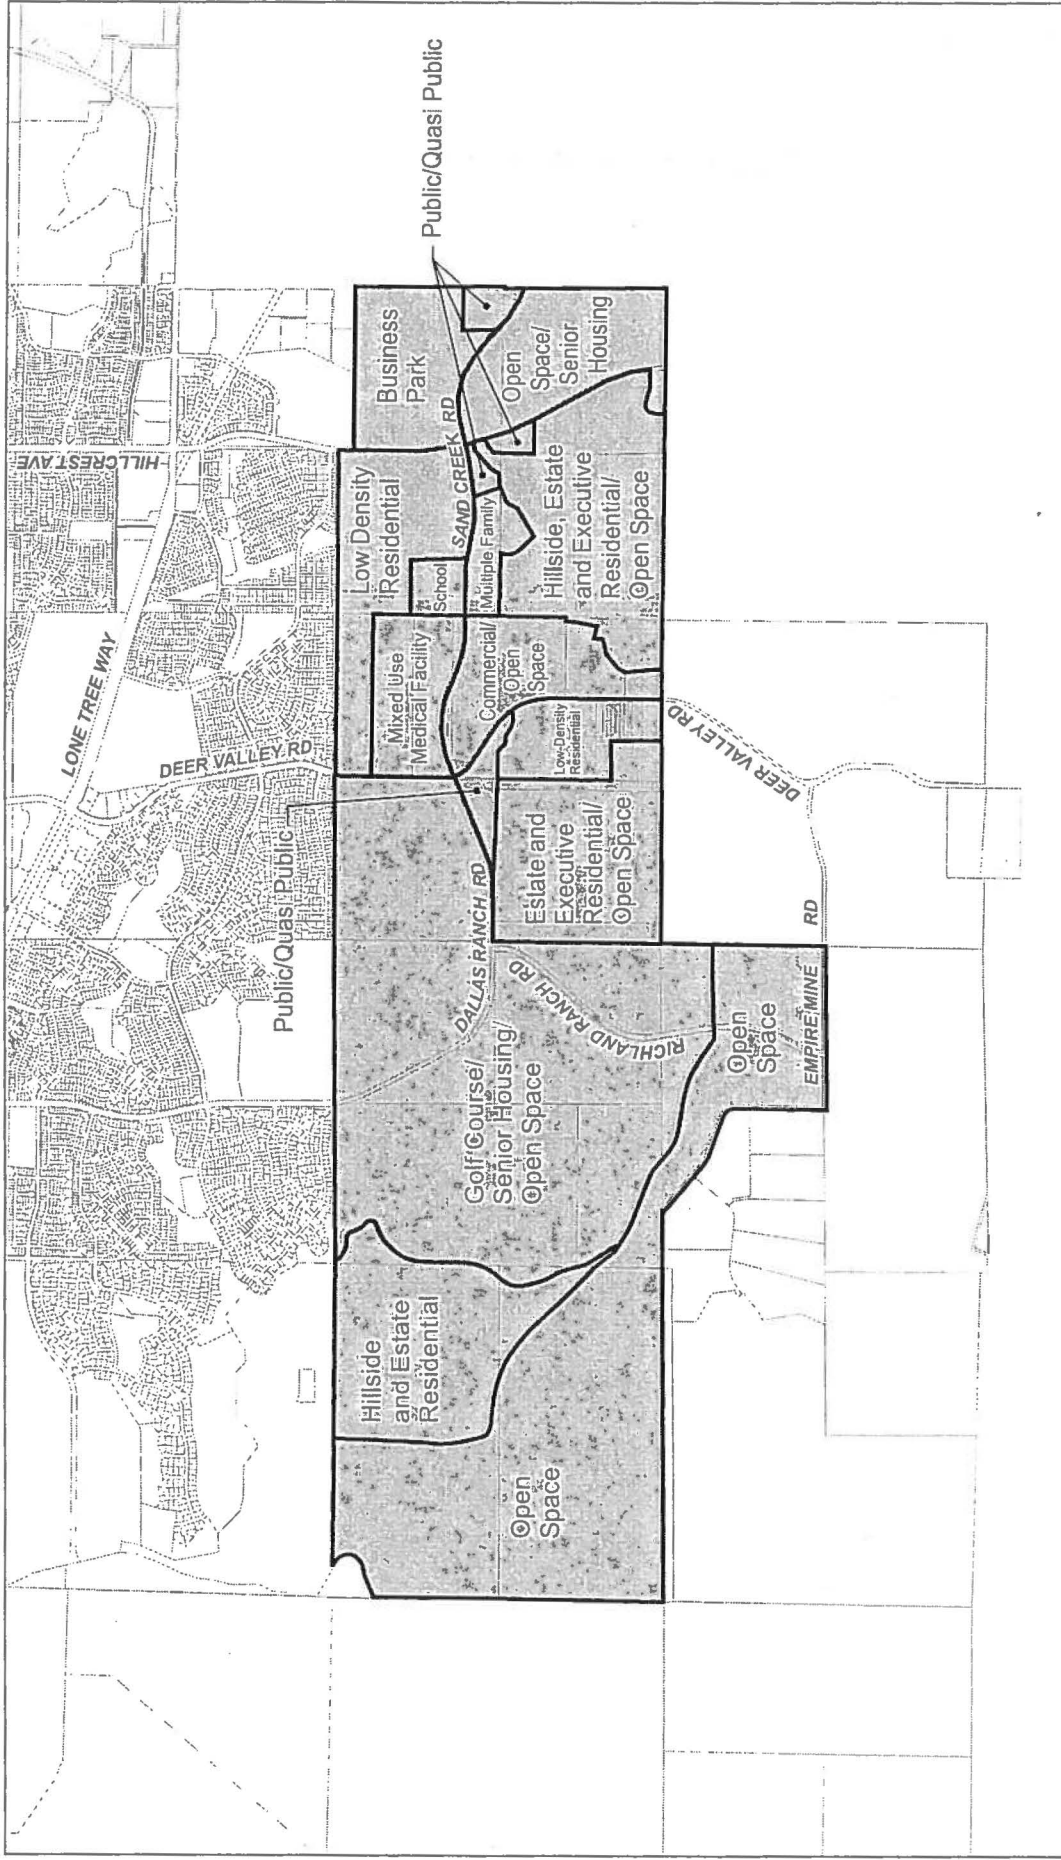 LONE TREE WAY
HILLCREST AVE
DEER VALLEY RD
Public/Quasi Public
Public/Quasi Public
Hillside
and Estate
Residential
Open
Space
Golf Course/
Senior Housing/
Open Space
DALLAS RANCH RD
RICHLAND RANCH RD
Open
Space
EMPIRE MINE
RD
Estate and
Executive
Residential/
Open Space
Low-Density
Residential
Mixed Use
Medical Facility
Commercial/
Open
Space
Low Density
Residential
School
Multiple Family
SAND CREEK RD
Business
Park
Open
Space/
Senior
Housing
Hillside, Estate
and Executive
Residential/
Open Space
DEER VALLEY RD